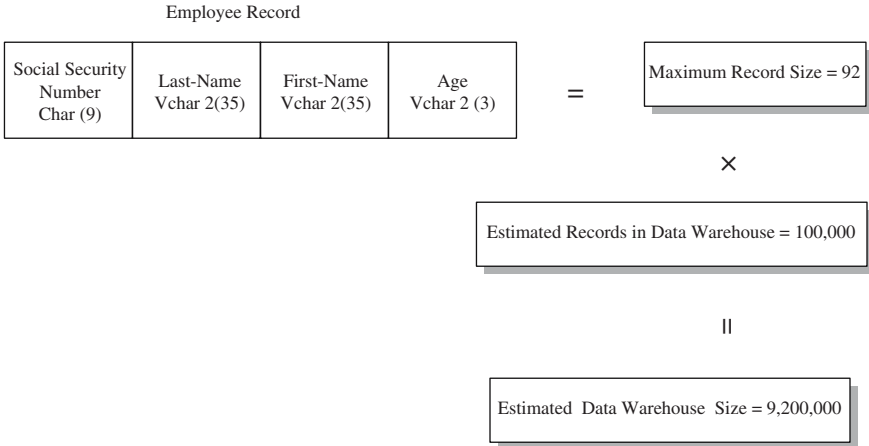 Employee Record
Social Security
Number
Char (9)
Last-Name
Vchar 2(35)
First-Name
Vchar 2(35)
Age
Vchar 2 (3)
=
Maximum Record Size = 92
×
Estimated Records in Data Warehouse = 100,000
=
Estimated Data Warehouse Size = 9,200,000